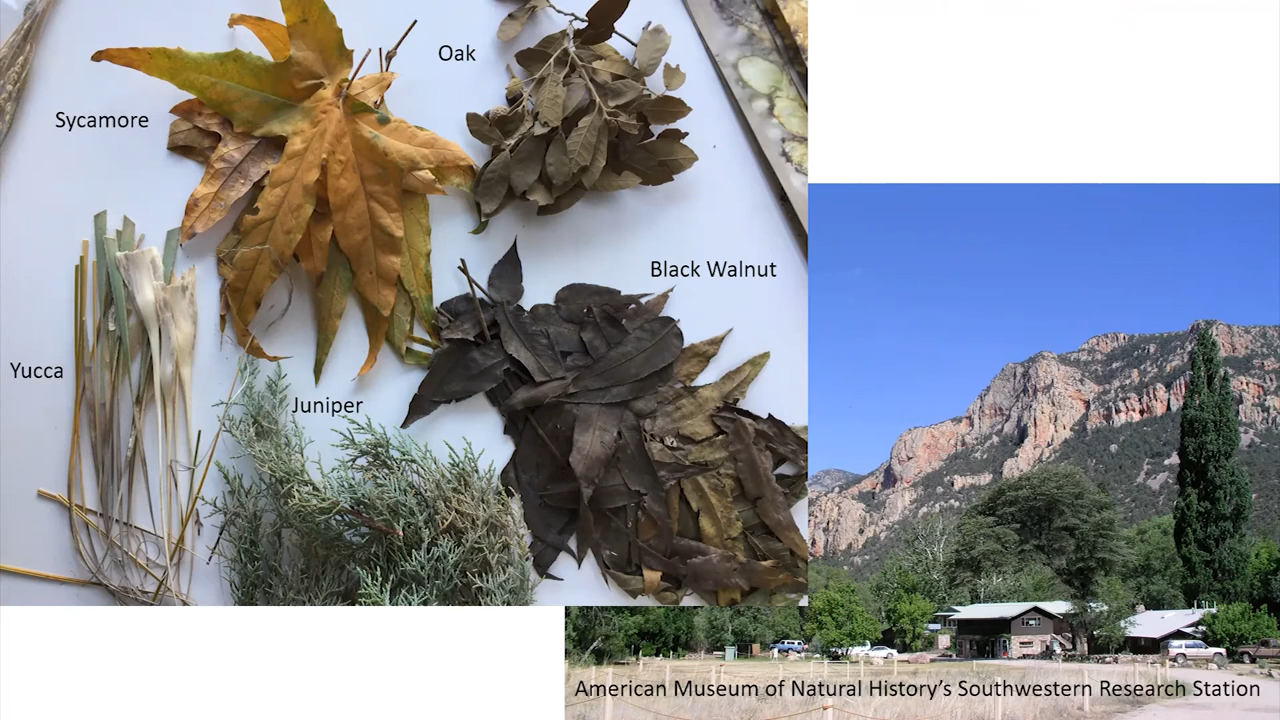 Oak
Sycamore
Black Walnut
Yucca
Juniper
American Museum of Natural History's Southwestern Research Station